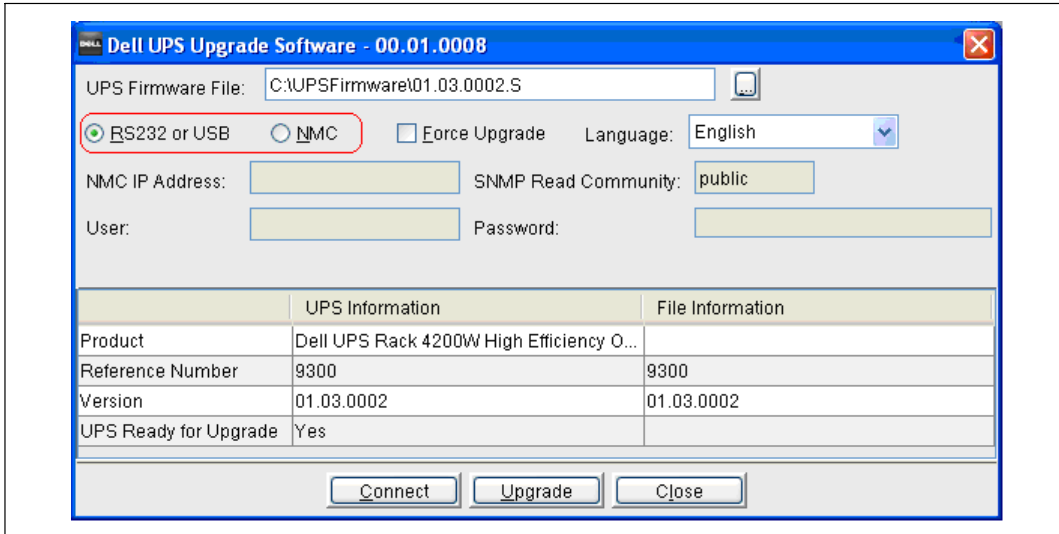 DELL Dell UPS Upgrade Software - 00.01.0008
UPS Firmware File: C:\UPSFirmware\01.03.0002.S ...
RS232 or USB NMC Force Upgrade Language: English
NMC IP Address: SNMP Read Community: public
User: Password:
UPS Information File Information
Product Dell UPS Rack 4200W High Efficiency O...
Reference Number 9300 9300
Version 01.03.0002 01.03.0002
UPS Ready for Upgrade Yes
Connect Upgrade Close